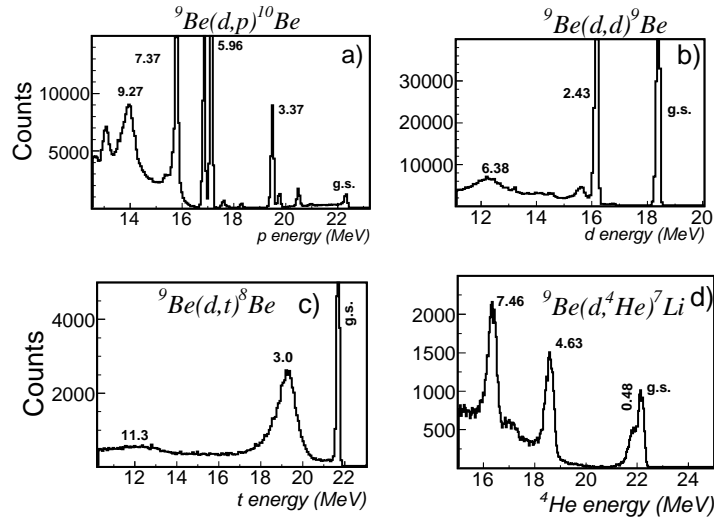 ⁹Be(d,p)¹⁰Be
a)
7.37
5.96
9.27
3.37
g.s.
Counts
10000
5000
14 16 18 20 22
p energy (MeV)
⁹Be(d,d)⁹Be
b)
2.43
g.s.
6.38
40000
30000
20000
10000
12 14 16 18 20
d energy (MeV)
⁹Be(d,t)⁸Be
c)
g.s.
3.0
11.3
Counts
4000
2000
12 14 16 18 20 22
t energy (MeV)
⁹Be(d,⁴He)⁷Li
d)
7.46
4.63
0.48
g.s.
2000
1500
1000
500
16 18 20 22 24
⁴He energy (MeV)